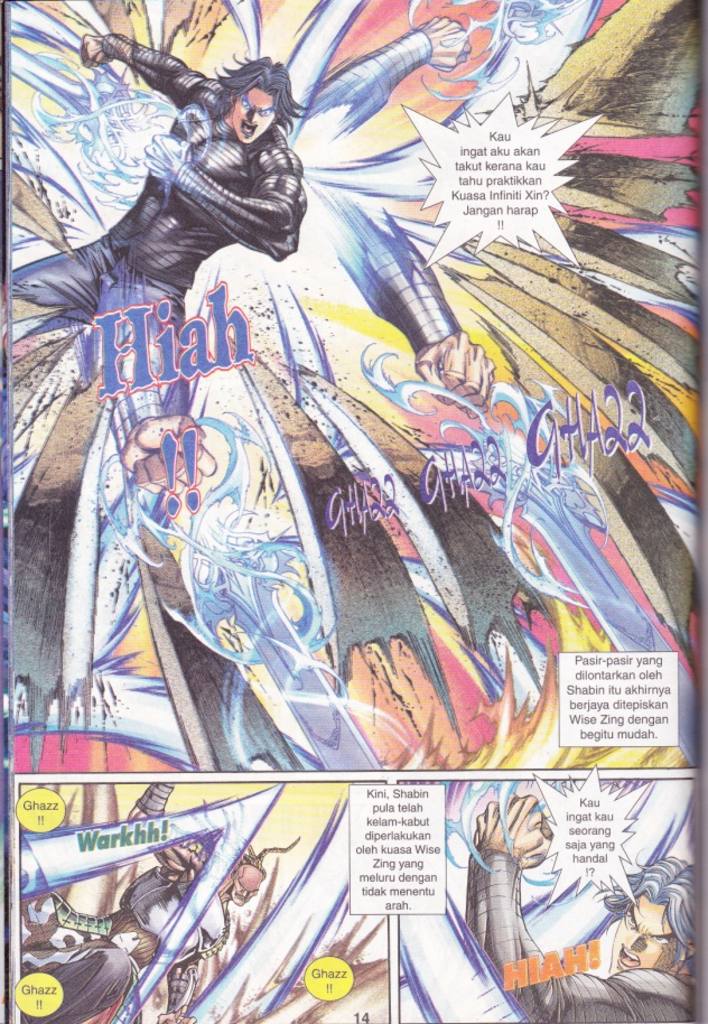 Kau
ingat aku akan
takut kerana kau
tahu praktikkan
Kuasa Infiniti Xin?
Jangan harap
!!
Hiah
!!
GHAZZ
GHAZZ
GHAZZ
Pasir-pasir yang
dilontarkan oleh
Shabin itu akhirnya
berjaya ditepiskan
Wise Zing dengan
begitu mudah.
Ghazz
!!
Warkhh!
Kini, Shabin
pula telah
kelam-kabut
diperlakukan
oleh kuasa Wise
Zing yang
meluru dengan
tidak menentu
arah.
Kau
ingat kau
seorang
saja yang
handal
!?
HIAH!
Ghazz
!!
Ghazz
!!
14